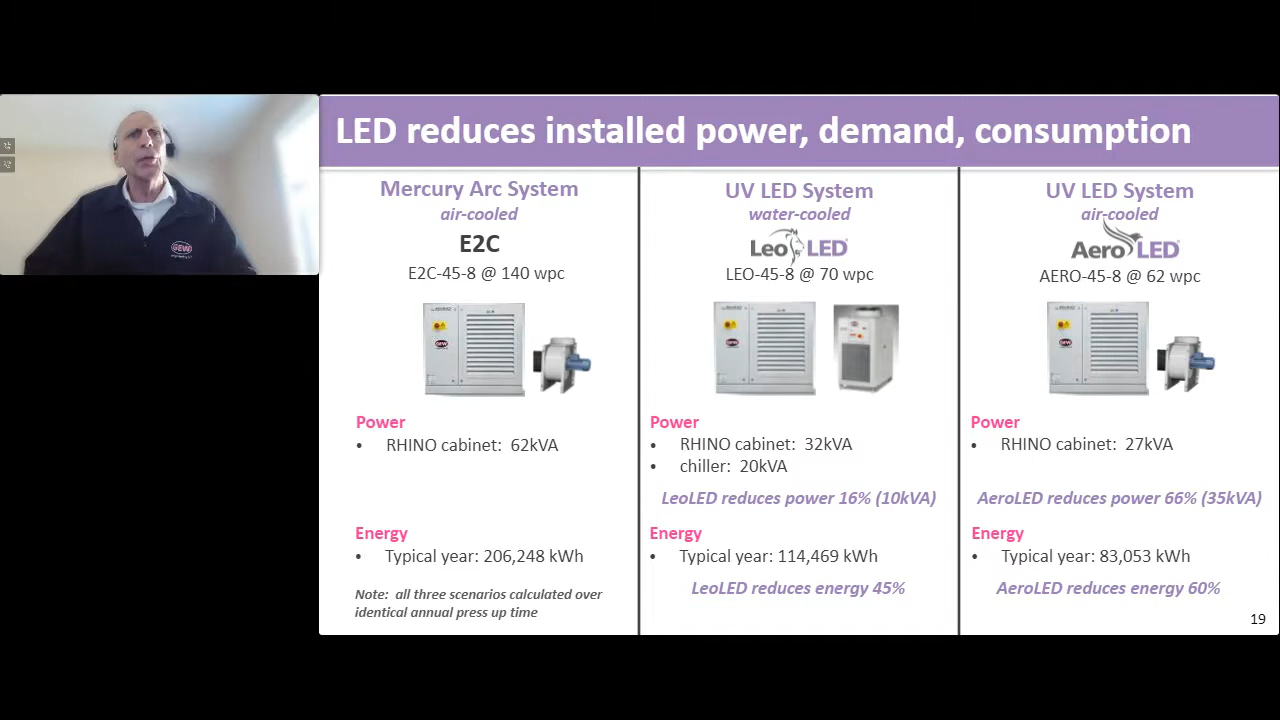 LED reduces installed power, demand, consumption
Mercury Arc System
air-cooled
E2C
E2C-45-8 @ 140 wpc
Power
• RHINO cabinet: 62kVA
Energy
• Typical year: 206,248 kWh
Note: all three scenarios calculated over
identical annual press up time
UV LED System
water-cooled
Leo LED
LEO-45-8 @ 70 wpc
Power
• RHINO cabinet: 32kVA
• chiller: 20kVA
LeoLED reduces power 16% (10kVA)
Energy
• Typical year: 114,469 kWh
LeoLED reduces energy 45%
UV LED System
air-cooled
Aero LED
AERO-45-8 @ 62 wpc
Power
• RHINO cabinet: 27kVA
AeroLED reduces power 66% (35kVA)
Energy
• Typical year: 83,053 kWh
AeroLED reduces energy 60%
19
GEW